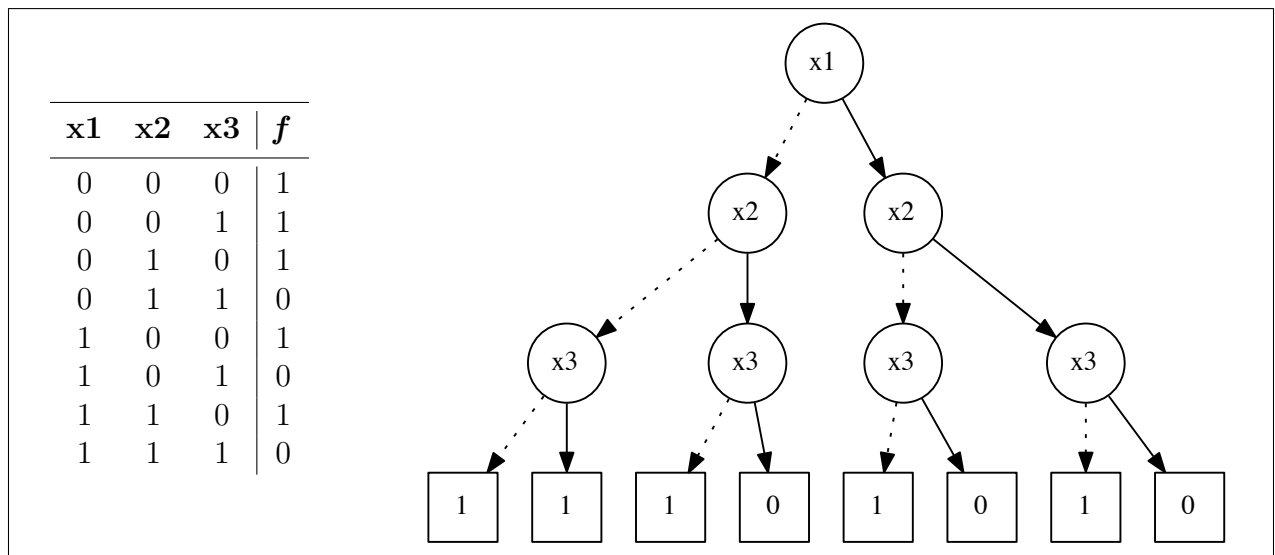 x1 x2 x3 f
0 0 0 1
0 0 1 1
0 1 0 1
0 1 1 0
1 0 0 1
1 0 1 0
1 1 0 1
1 1 1 0
x1
x2 x2
x3 x3 x3 x3
1 1 1 0 1 0 1 0